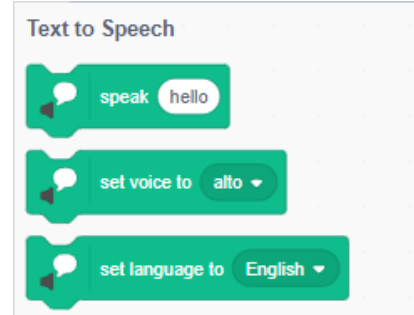 Text to Speech
speak hello
set voice to alto
set language to English